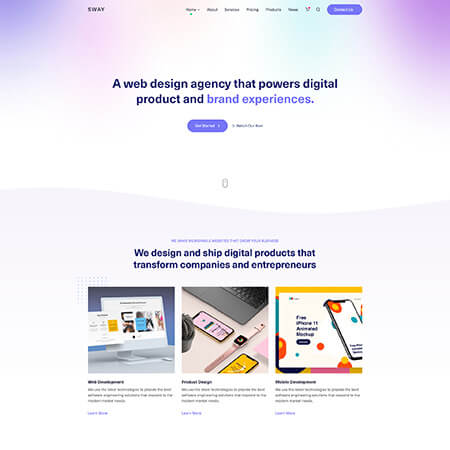 SWAY
Home About Services Pricing Products News Contact Us
A web design agency that powers digital
product and brand experiences.
Get Started Watch Our Reel
WE MAKE INCREDIBLE WEBSITES THAT GROW YOUR BUSINESS
We design and ship digital products that
transform companies and entrepreneurs
Free
iPhone 11
Animated
Mockup
Web Development
We use the latest technologies to provide the best
software engineering solutions that respond to the
modern market needs.
Learn More
Product Design
We use the latest technologies to provide the best
software engineering solutions that respond to the
modern market needs.
Learn More
Mobile Development
We use the latest technologies to provide the best
software engineering solutions that respond to the
modern market needs.
Learn More